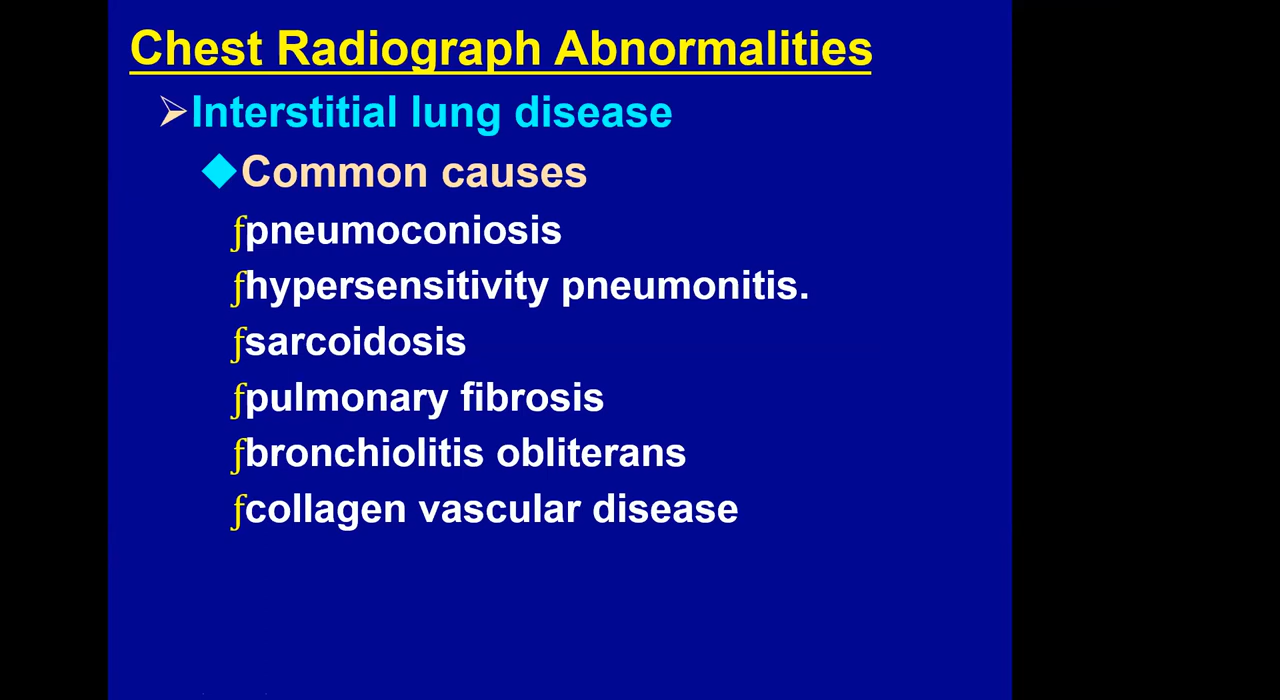 Chest Radiograph Abnormalities
➢Interstitial lung disease
◆Common causes
ƒpneumoconiosis
ƒhypersensitivity pneumonitis.
ƒsarcoidosis
ƒpulmonary fibrosis
ƒbronchiolitis obliterans
ƒcollagen vascular disease